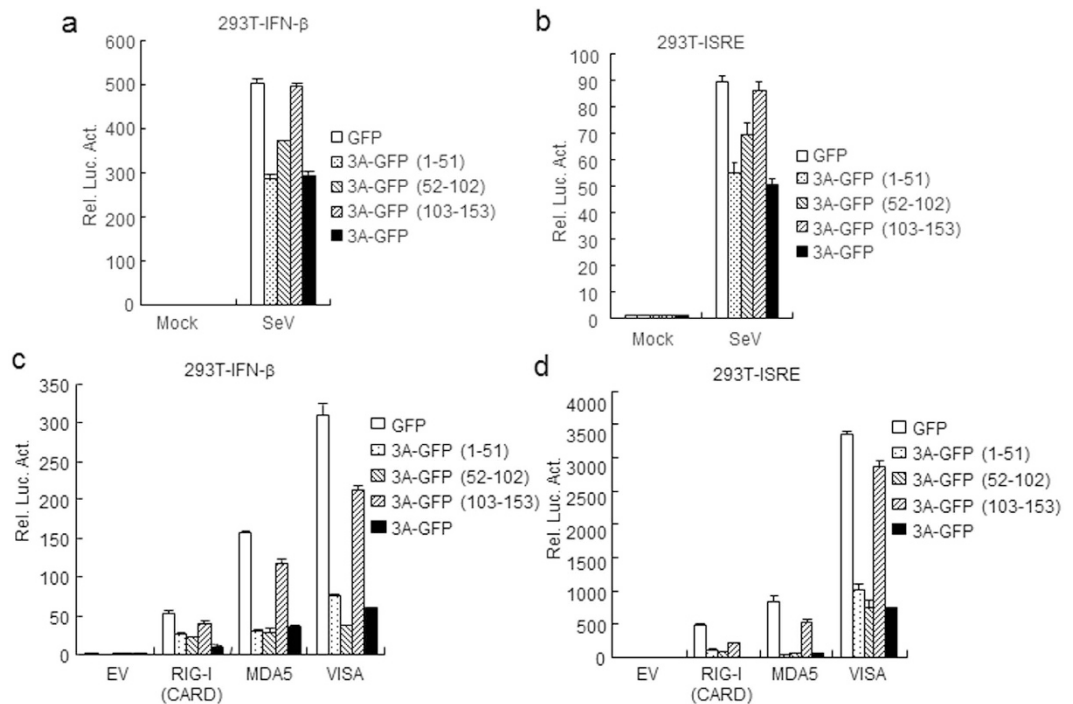 a
293T-IFN-β
Rel. Luc. Act.
600
500
400
300
200
100
0
Mock
SeV
GFP
3A-GFP (1-51)
3A-GFP (52-102)
3A-GFP (103-153)
3A-GFP
b
293T-ISRE
Rel. Luc. Act.
100
90
80
70
60
50
40
30
20
10
0
Mock
SeV
GFP
3A-GFP (1-51)
3A-GFP (52-102)
3A-GFP (103-153)
3A-GFP
c
293T-IFN-β
Rel. Luc. Act.
350
300
250
200
150
100
50
0
EV
RIG-I
(CARD)
MDA5
VISA
GFP
3A-GFP (1-51)
3A-GFP (52-102)
3A-GFP (103-153)
3A-GFP
d
293T-ISRE
Rel. Luc. Act.
4000
3500
3000
2500
2000
1500
1000
500
0
EV
RIG-I
(CARD)
MDA5
VISA
GFP
3A-GFP (1-51)
3A-GFP (52-102)
3A-GFP (103-153)
3A-GFP